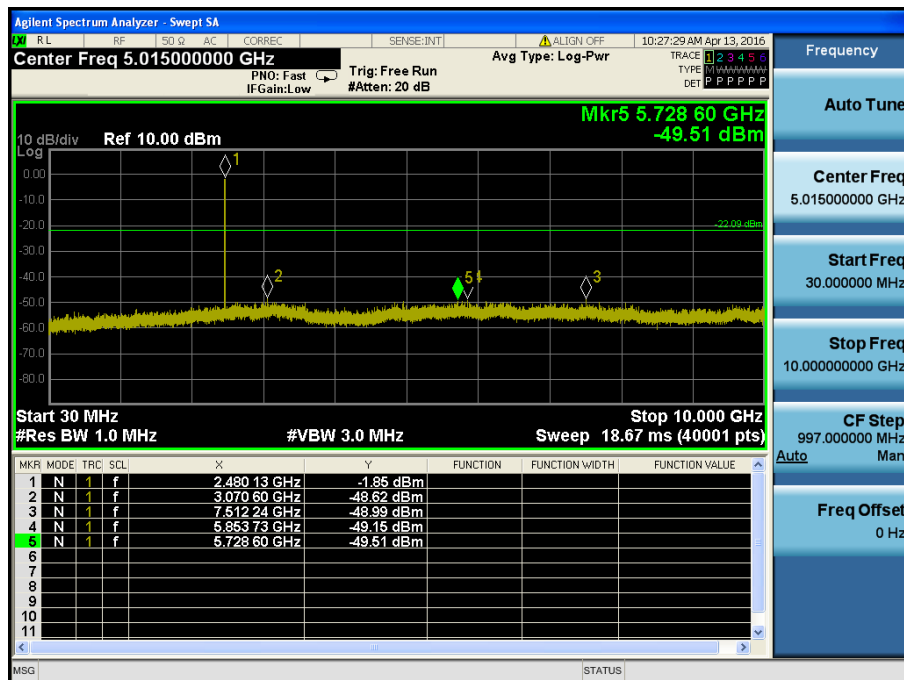 Agilent Spectrum Analyzer - Swept SA
LXI RL RF 50 Ω AC CORREC SENSE:INT ALIGN OFF 10:27:29 AM Apr 13, 2016
Center Freq 5.015000000 GHz
PNO: Fast
IFGain:Low
Trig: Free Run
#Atten: 20 dB
Avg Type: Log-Pwr
TRACE 1 2 3 4 5 6
TYPE M W W W W W
DET P P P P P P
Mkr5 5.728 60 GHz
-49.51 dBm
10 dB/div Ref 10.00 dBm
Log
0.00
-10.0
-20.0
-30.0
-40.0
-50.0
-60.0
-70.0
-80.0
1
-22.09 dBm
2
5 4
3
Start 30 MHz Stop 10.000 GHz
#Res BW 1.0 MHz #VBW 3.0 MHz Sweep 18.67 ms (40001 pts)
MKR MODE TRC SCL X Y FUNCTION FUNCTION WIDTH FUNCTION VALUE
1 N 1 f 2.480 13 GHz -1.85 dBm
2 N 1 f 3.070 60 GHz -48.62 dBm
3 N 1 f 7.512 24 GHz -48.99 dBm
4 N 1 f 5.853 73 GHz -49.15 dBm
5 N 1 f 5.728 60 GHz -49.51 dBm
6
7
8
9
10
11
MSG STATUS
Frequency
Auto Tune
Center Freq
5.015000000 GHz
Start Freq
30.000000 MHz
Stop Freq
10.000000000 GHz
CF Step
997.000000 MHz
Auto Man
Freq Offset
0 Hz